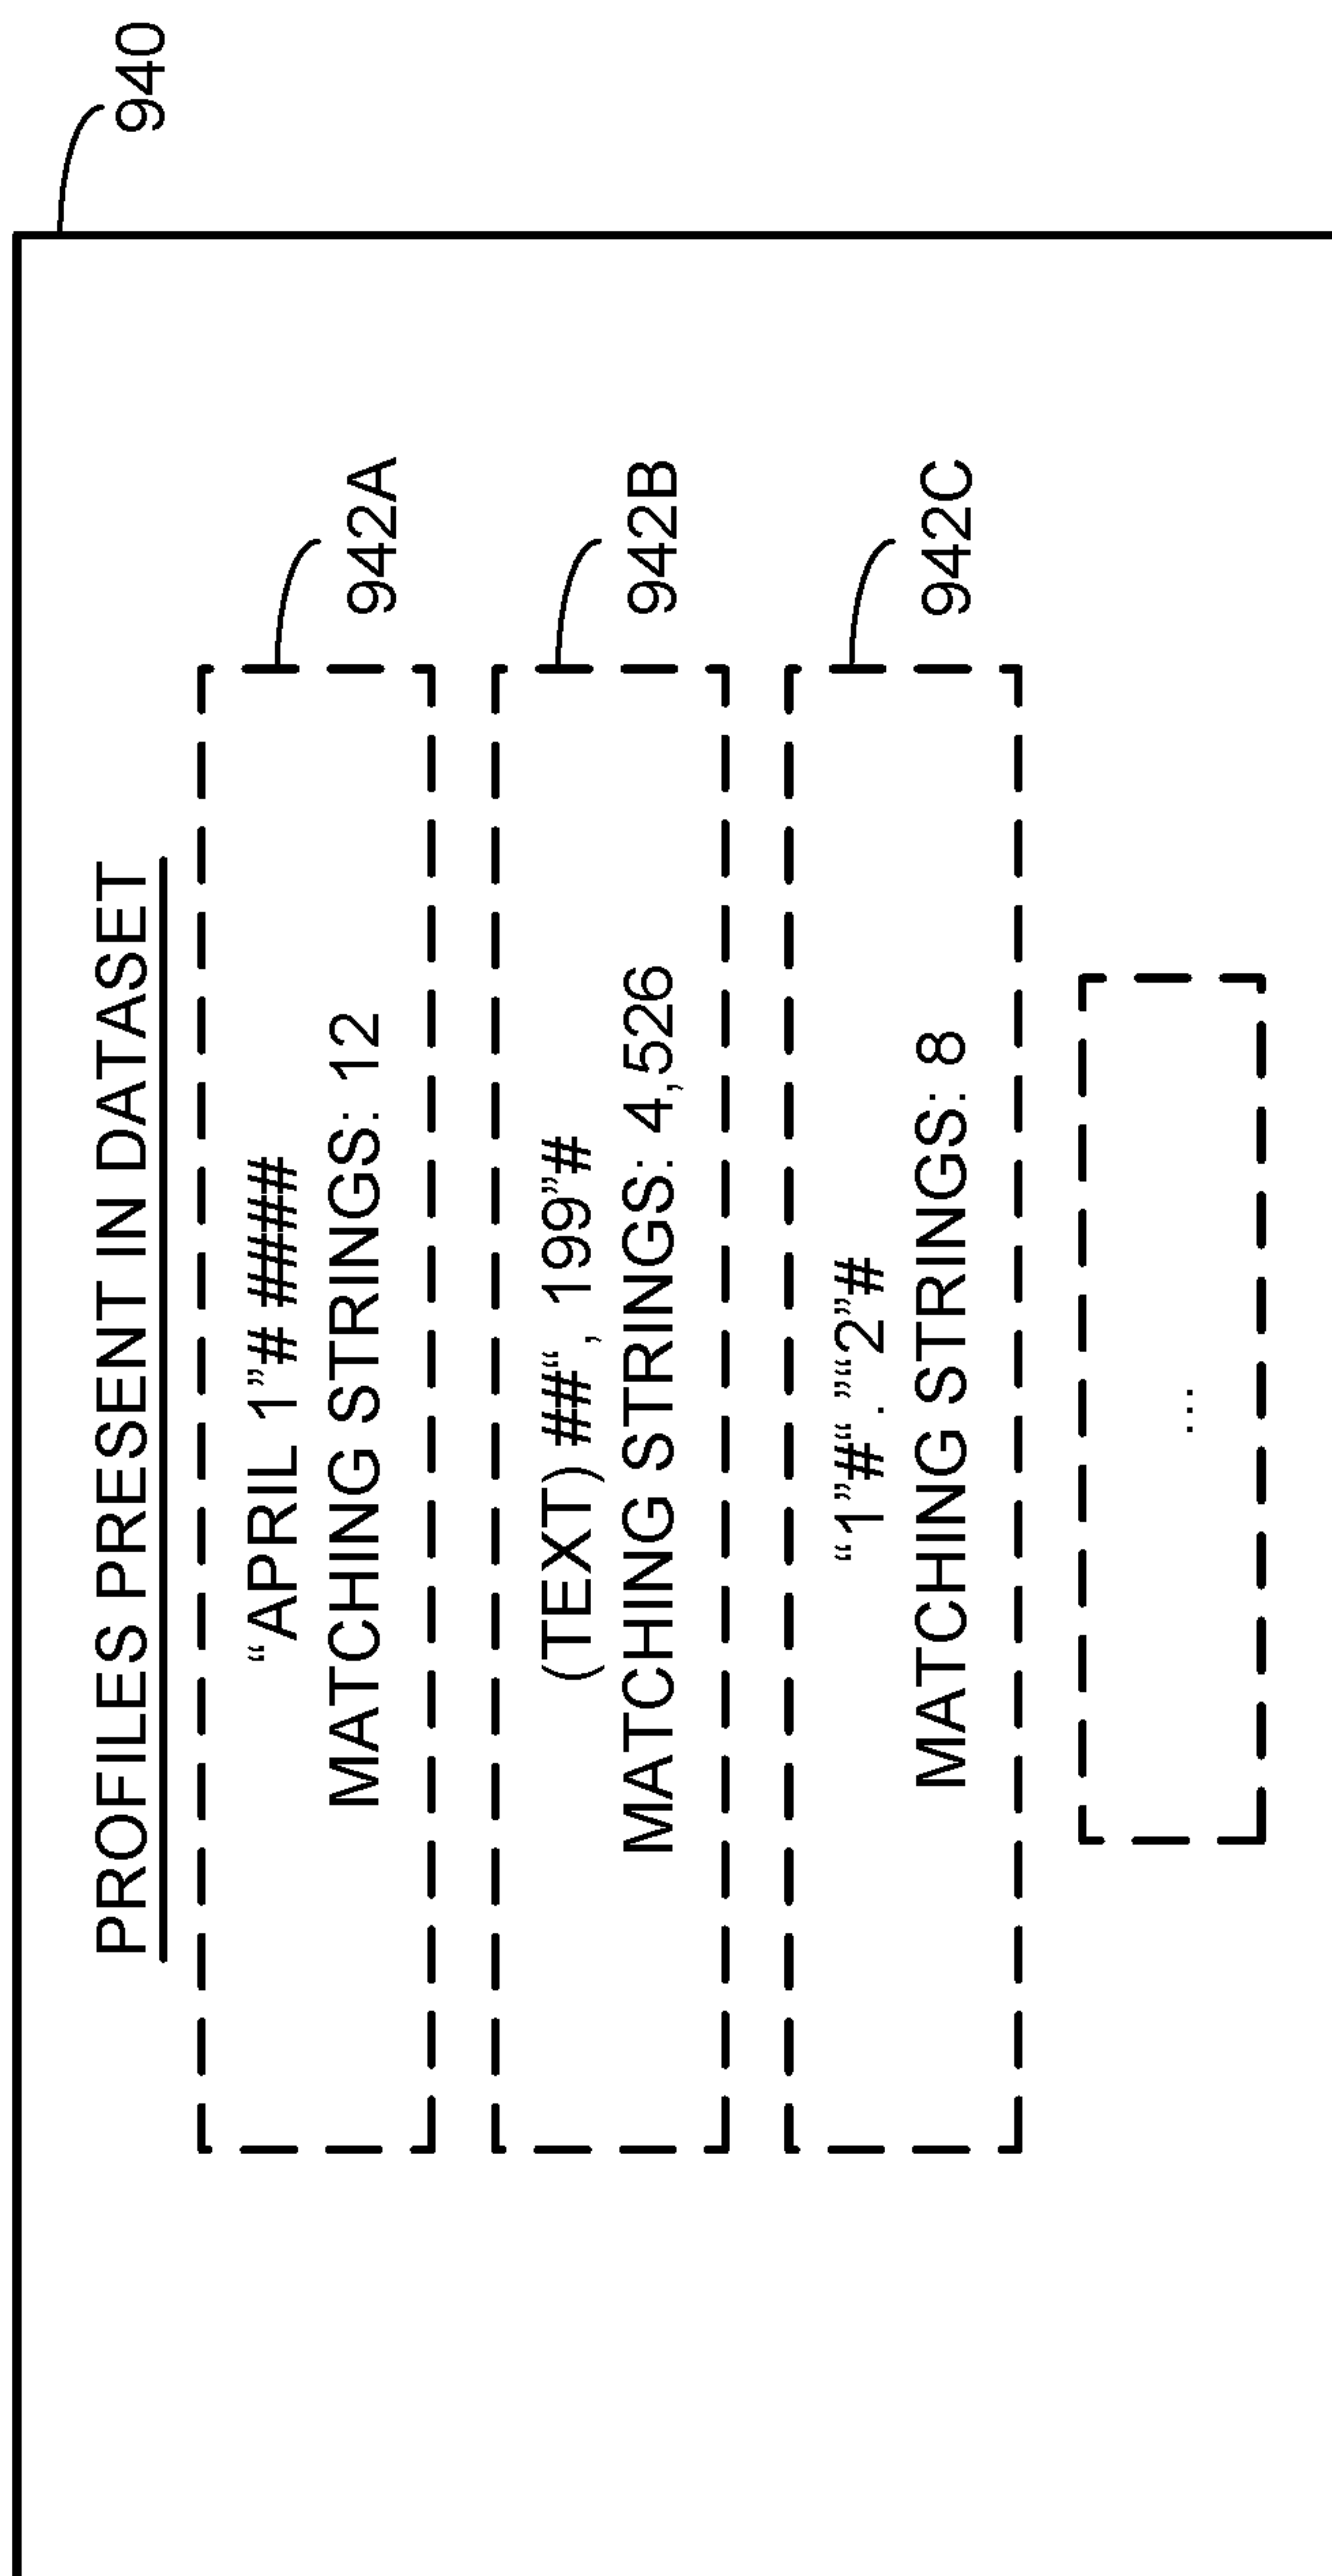 940
PROFILES PRESENT IN DATASET
“APRIL 1”# ####
MATCHING STRINGS: 12
942A
(TEXT) ##“, 199”#
MATCHING STRINGS: 4,526
942B
“1”#“.”“2”#
MATCHING STRINGS: 8
942C
...